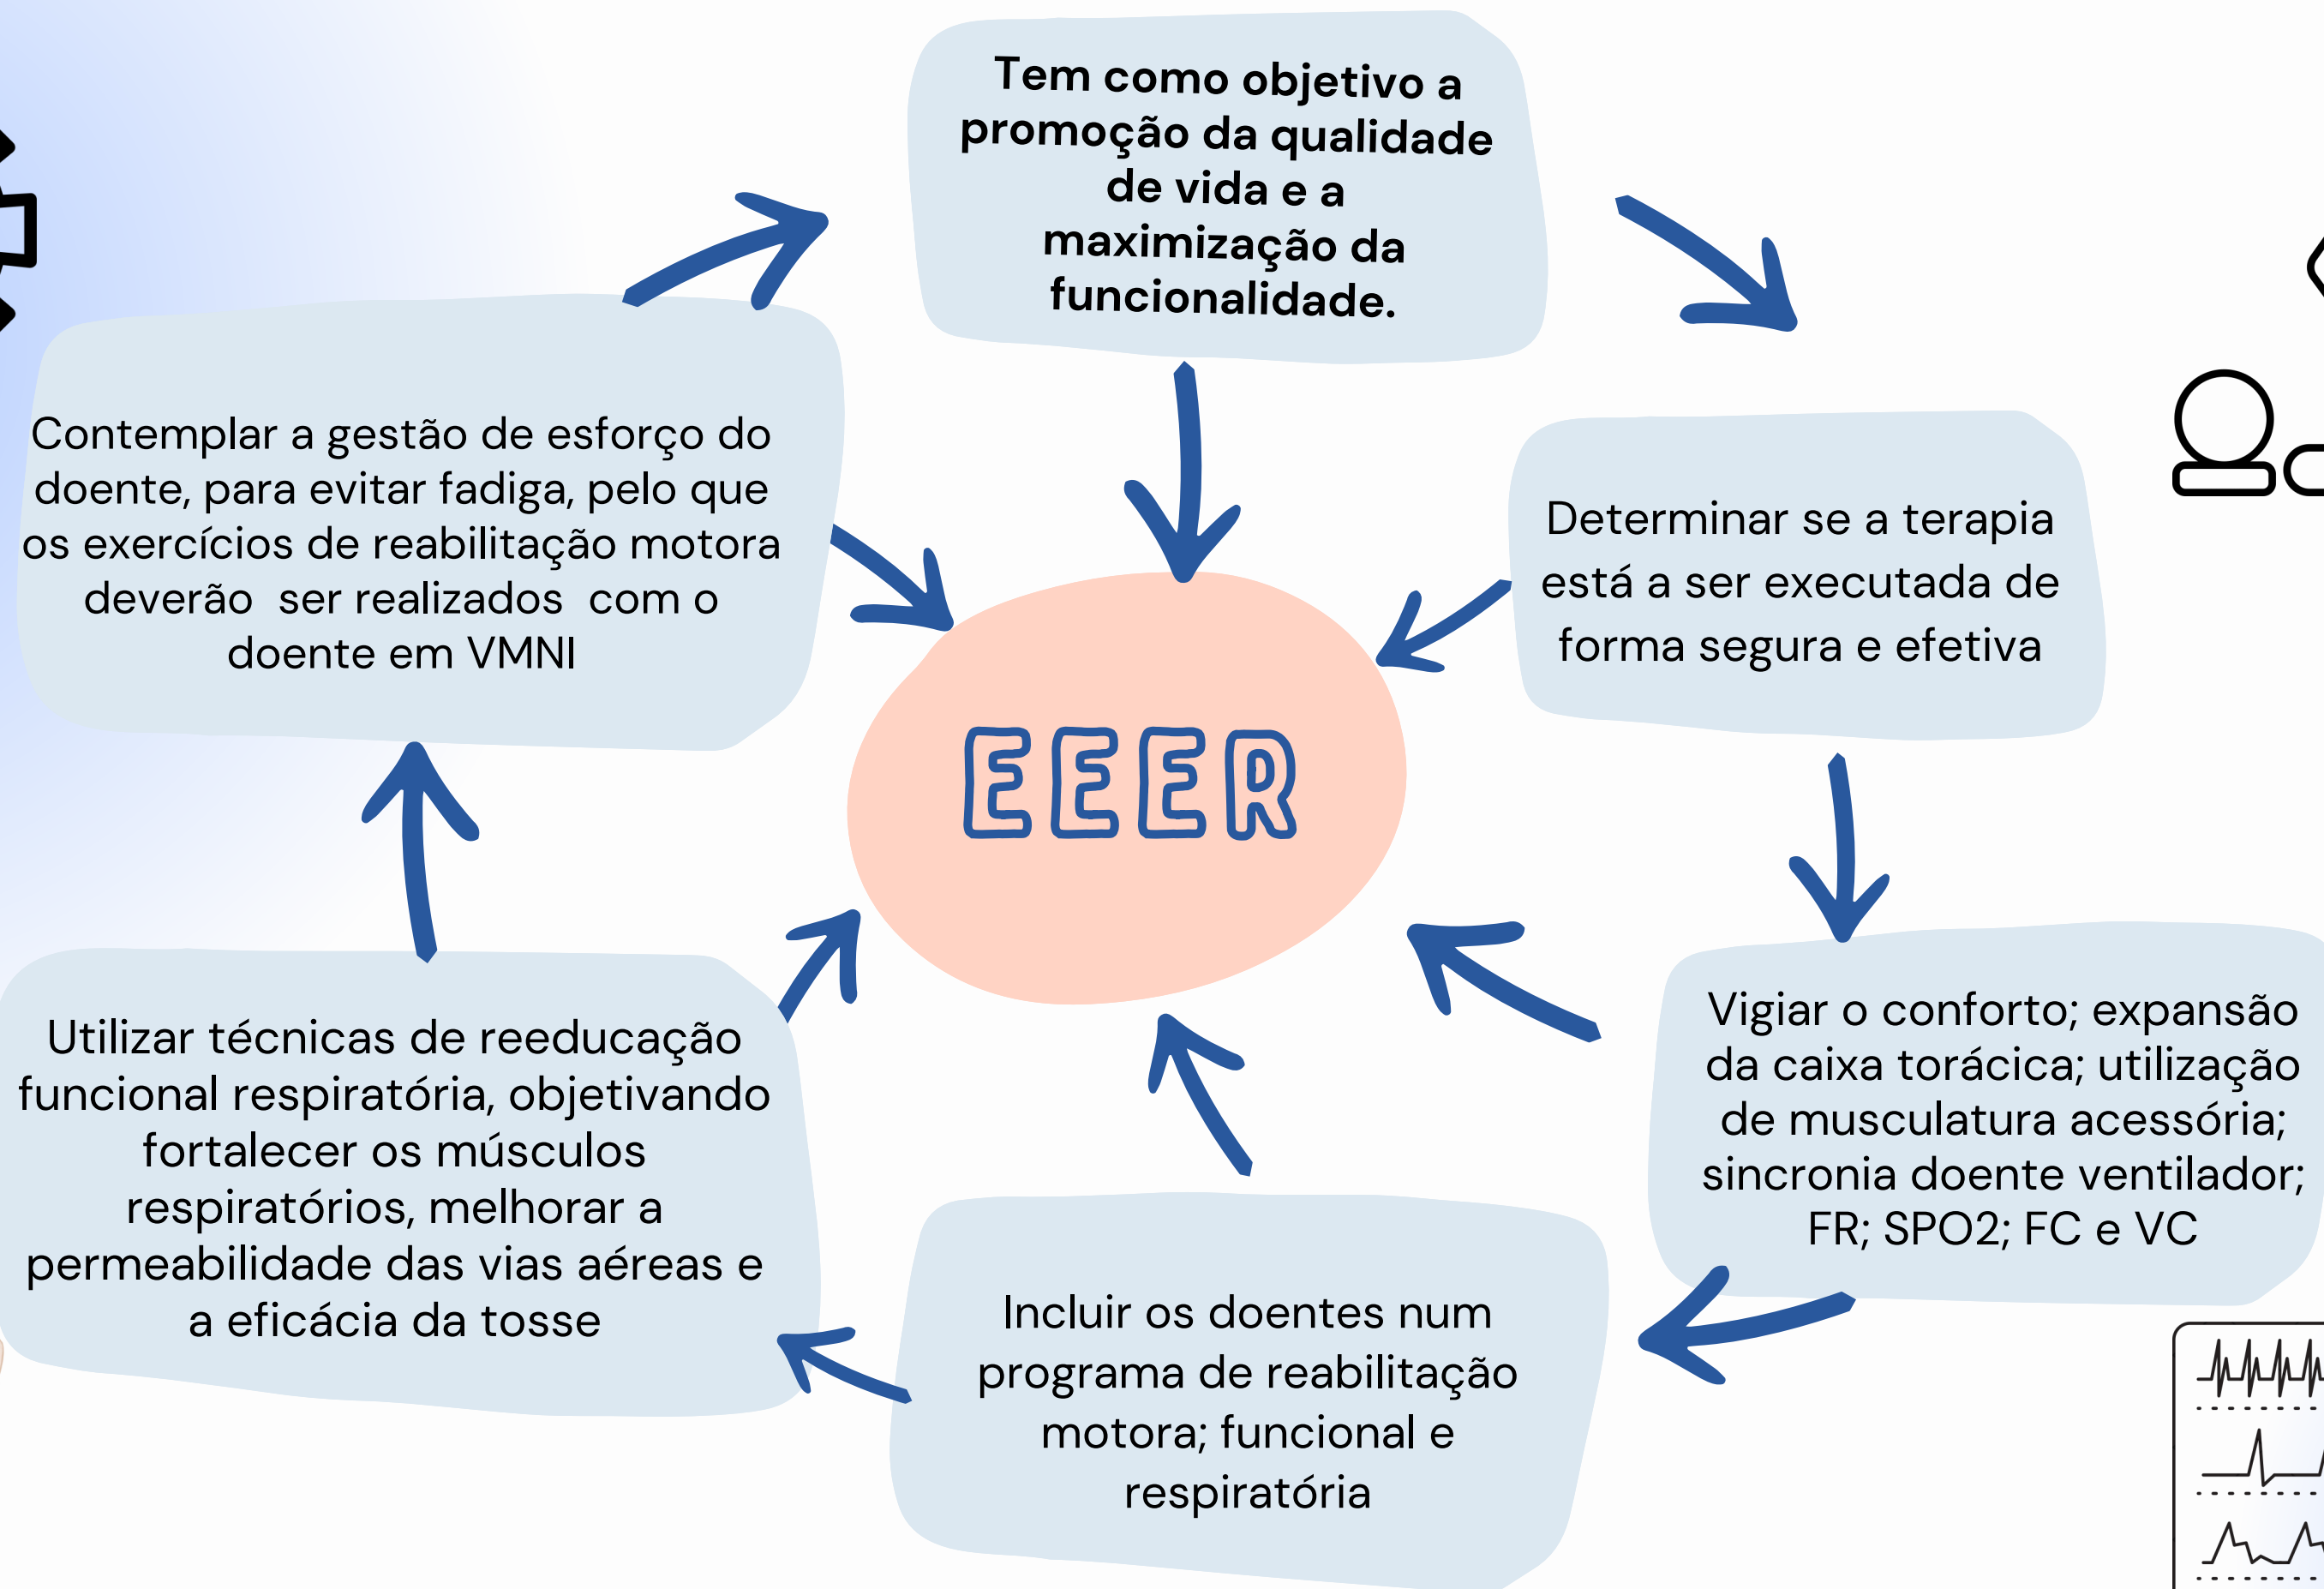 Tem como objetivo a
promoção da qualidade
de vida e a
maximização da
funcionalidade.
Contemplar a gestão de esforço do
doente, para evitar fadiga, pelo que
os exercícios de reabilitação motora
deverão  ser realizados  com o
doente em VMNI
Determinar se a terapia
está a ser executada de
forma segura e efetiva
EEER
Utilizar técnicas de reeducação
funcional respiratória, objetivando
fortalecer os músculos
respiratórios, melhorar a
permeabilidade das vias aéreas e
a eficácia da tosse
Vigiar o conforto; expansão
da caixa torácica; utilização
de musculatura acessória;
sincronia doente ventilador;
FR; SPO2; FC e VC
Incluir os doentes num
programa de reabilitação
motora; funcional e
respiratória